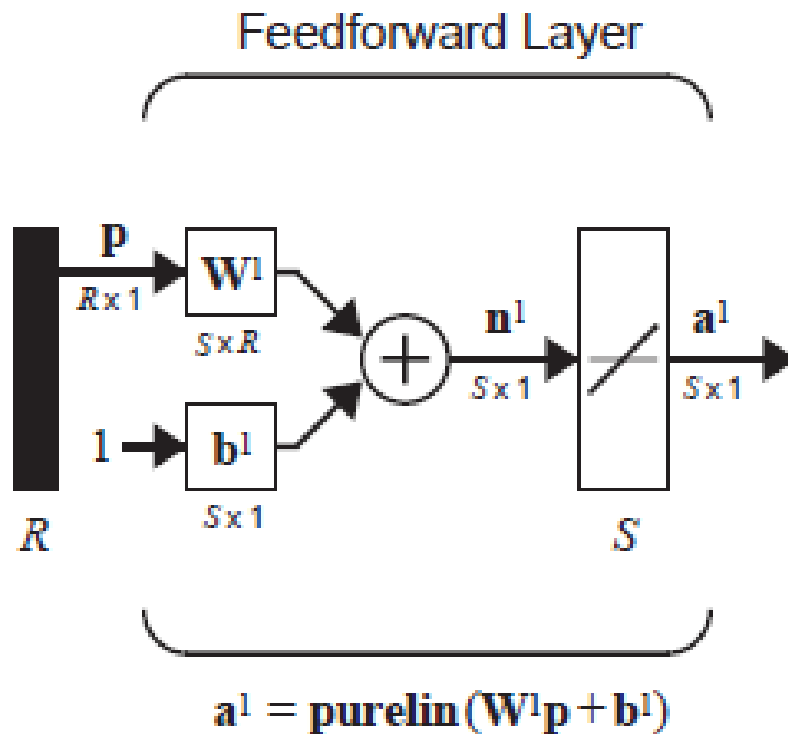 Feedforward Layer
p
R x 1
W¹
S x R
1
b¹
S x 1
n¹
S x 1
a¹
S x 1
R
S
a¹ = purelin(W¹p + b¹)